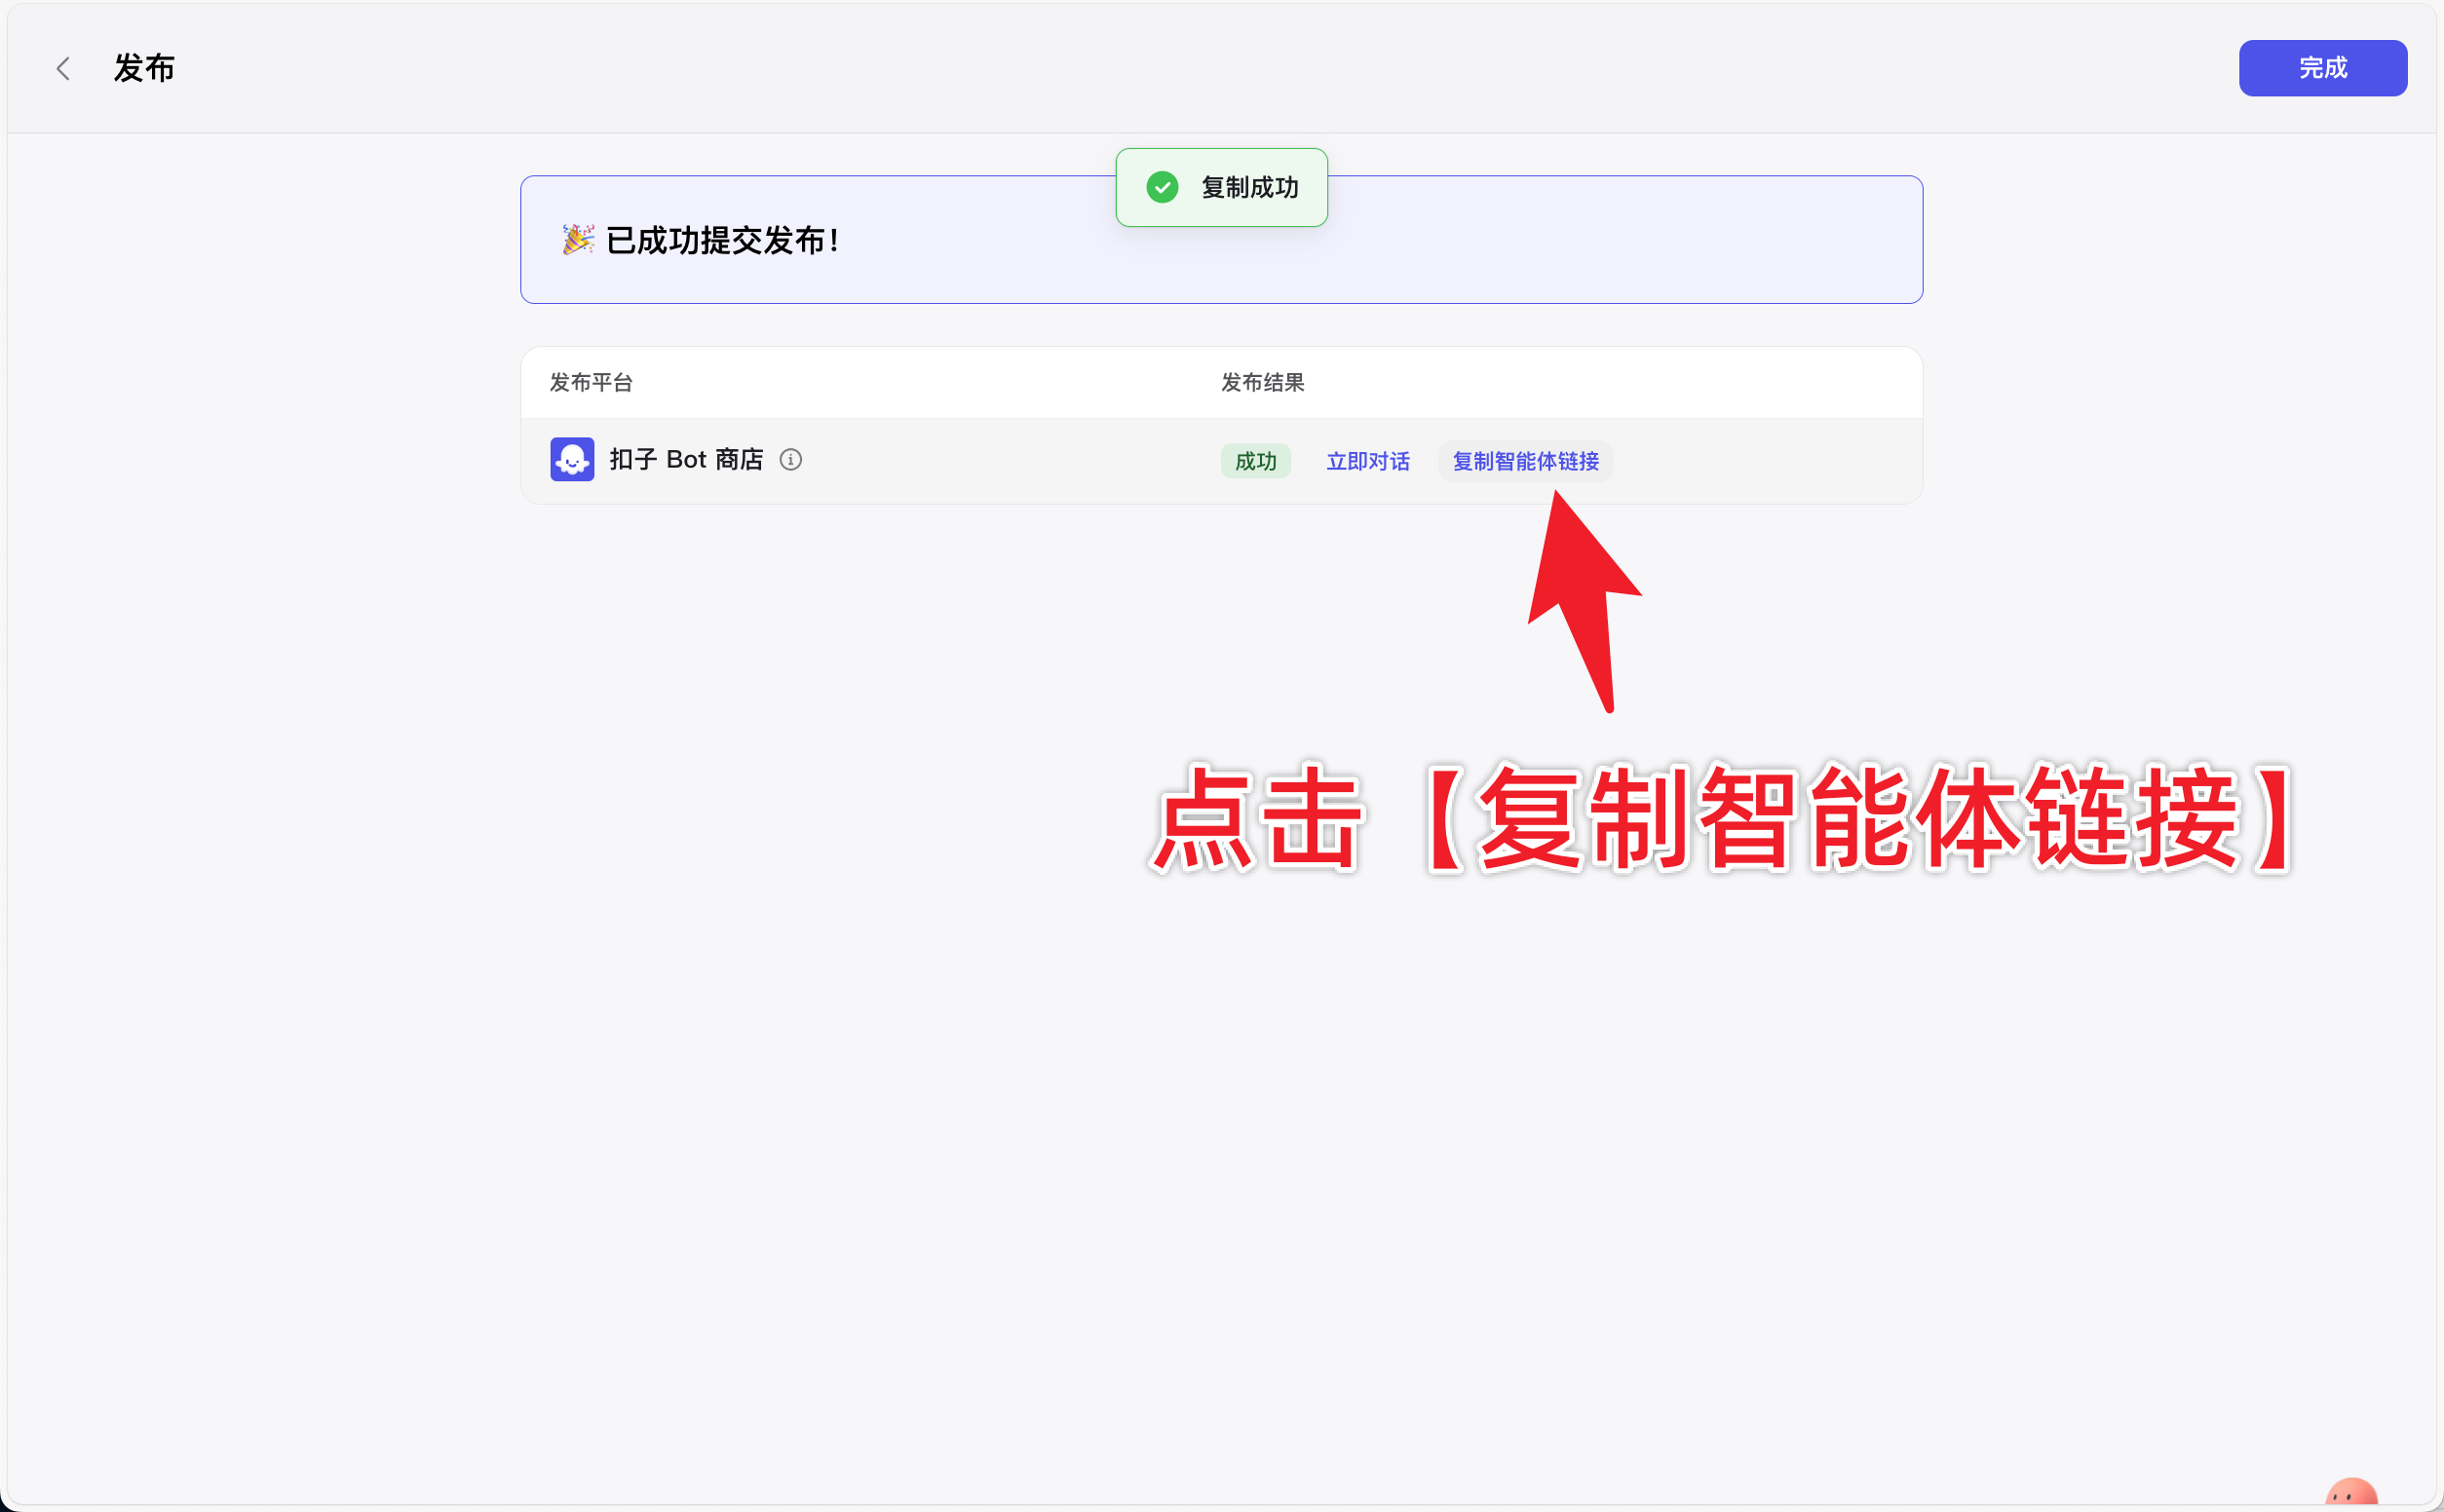 发布
完成
复制成功
🎉 已成功提交发布！
发布平台
发布结果
扣子 Bot 商店
成功
立即对话
复制智能体链接
点击【复制智能体链接】